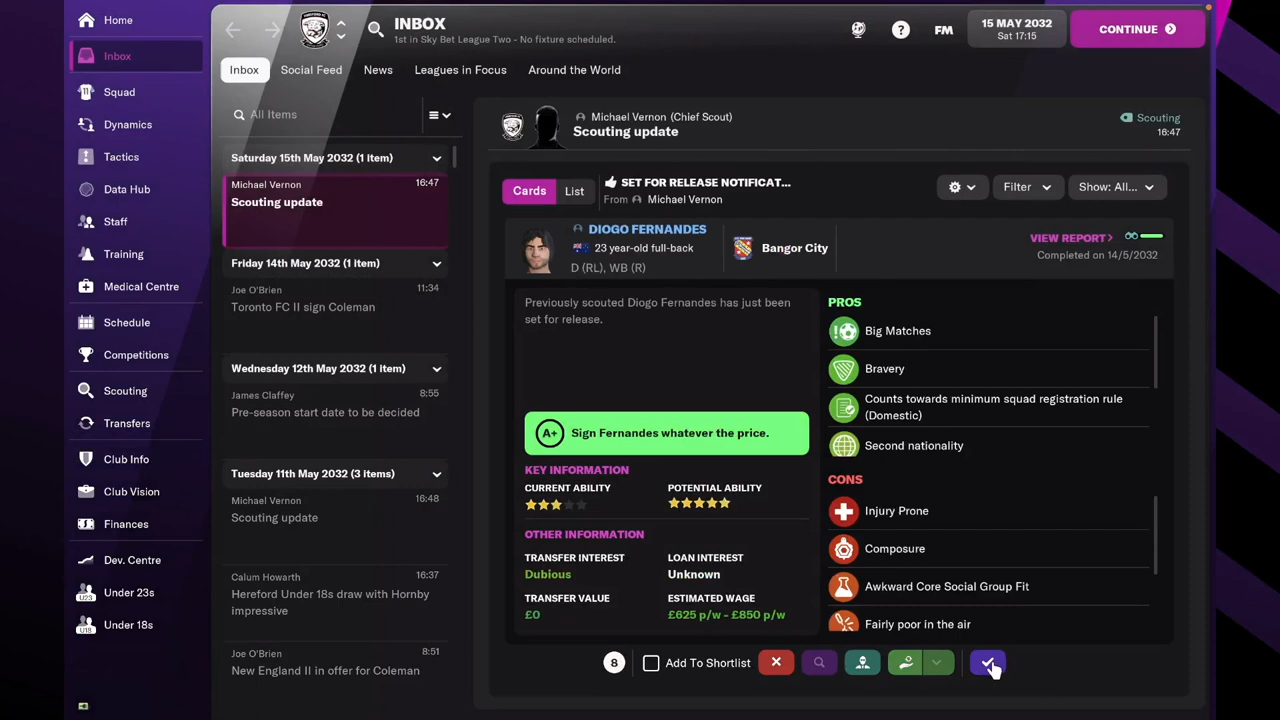 Home
Inbox
Squad
Dynamics
Tactics
Data Hub
Staff
Training
Medical Centre
Schedule
Competitions
Scouting
Transfers
Club Info
Club Vision
Finances
Dev. Centre
Under 23s
Under 18s
INBOX
1st in Sky Bet League Two - No fixture scheduled.
FM
15 MAY 2032
Sat 17:15
CONTINUE
Inbox
Social Feed
News
Leagues in Focus
Around the World
All Items
Saturday 15th May 2032 (1 item)
Michael Vernon 16:47
Scouting update
Friday 14th May 2032 (1 item)
Joe O'Brien 11:34
Toronto FC II sign Coleman
Wednesday 12th May 2032 (1 item)
James Claffey 8:55
Pre-season start date to be decided
Tuesday 11th May 2032 (3 items)
Michael Vernon 16:48
Scouting update
Calum Howarth 16:37
Hereford Under 18s draw with Hornby
impressive
Joe O'Brien 8:51
New England II in offer for Coleman
Michael Vernon (Chief Scout)
Scouting update
Scouting
16:47
Cards
List
SET FOR RELEASE NOTIFICAT...
From Michael Vernon
Filter
Show: All...
DIOGO FERNANDES
23 year-old full-back
D (RL), WB (R)
Bangor City
VIEW REPORT>
Completed on 14/5/2032
Previously scouted Diogo Fernandes has just been
set for release.
A+ Sign Fernandes whatever the price.
KEY INFORMATION
CURRENT ABILITY POTENTIAL ABILITY
OTHER INFORMATION
TRANSFER INTEREST LOAN INTEREST
Dubious Unknown
TRANSFER VALUE ESTIMATED WAGE
£0 £625 p/w - £850 p/w
PROS
Big Matches
Bravery
Counts towards minimum squad registration rule
(Domestic)
Second nationality
CONS
Injury Prone
Composure
Awkward Core Social Group Fit
Fairly poor in the air
8 Add To Shortlist